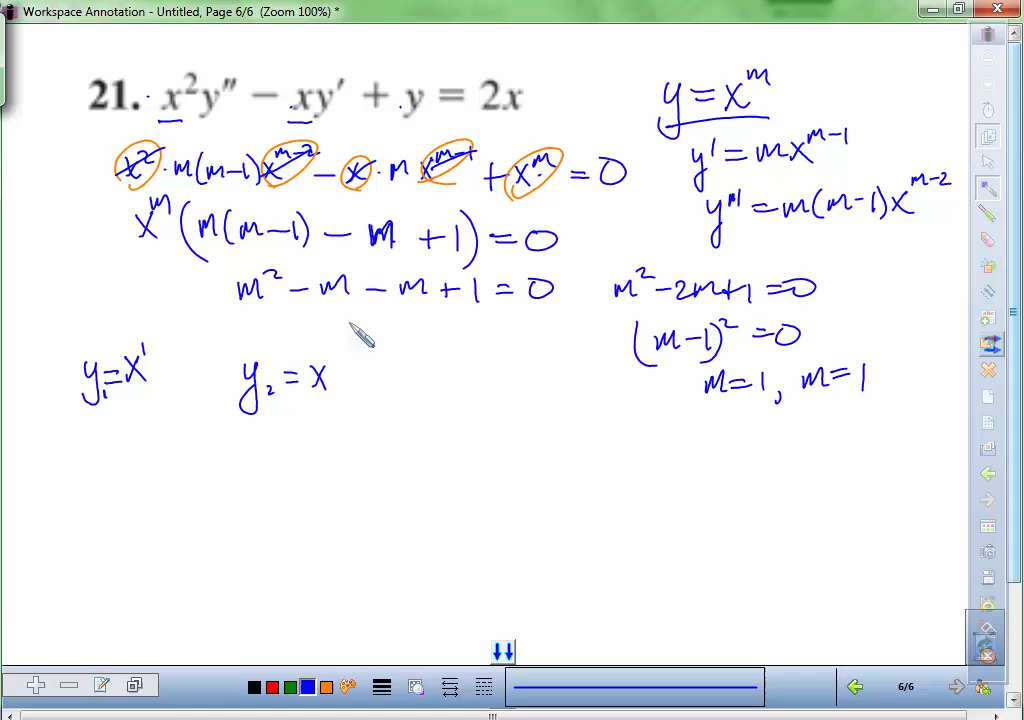 Workspace Annotation - Untitled, Page 6/6 (Zoom 100%) *
21. x²y″ − xy′ + y = 2x
y = x^m
y' = mx^(m−1)
y'' = m(m−1)x^(m−2)
x²·m(m−1)x^(m−2) − x·m x^(m−1) + x^m = 0
x^m (m(m−1) − m + 1) = 0
m² − m − m + 1 = 0
m² − 2m + 1 = 0
(m−1)² = 0
m = 1, m = 1
y₁ = x¹
y₂ = x
6/6